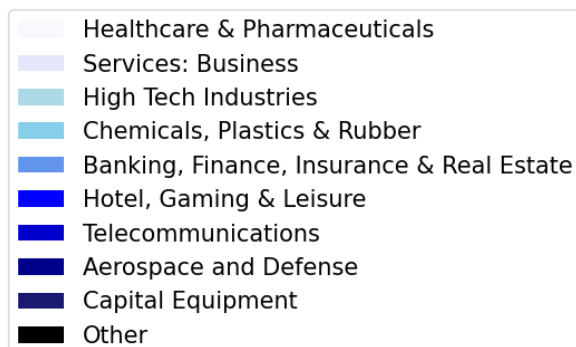 Healthcare & Pharmaceuticals
Services: Business
High Tech Industries
Chemicals, Plastics & Rubber
Banking, Finance, Insurance & Real Estate
Hotel, Gaming & Leisure
Telecommunications
Aerospace and Defense
Capital Equipment
Other